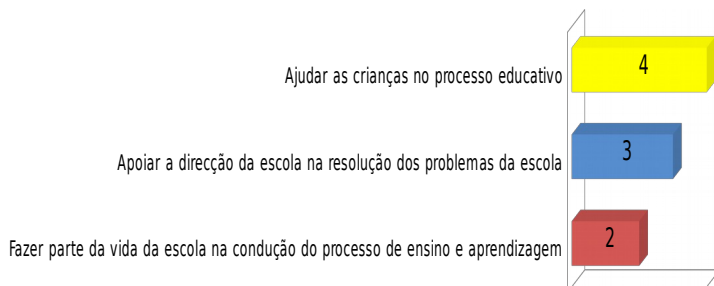 Ajudar as crianças no processo educativo 4
Apoiar a direcção da escola na resolução dos problemas da escola 3
Fazer parte da vida da escola na condução do processo de ensino e aprendizagem 2